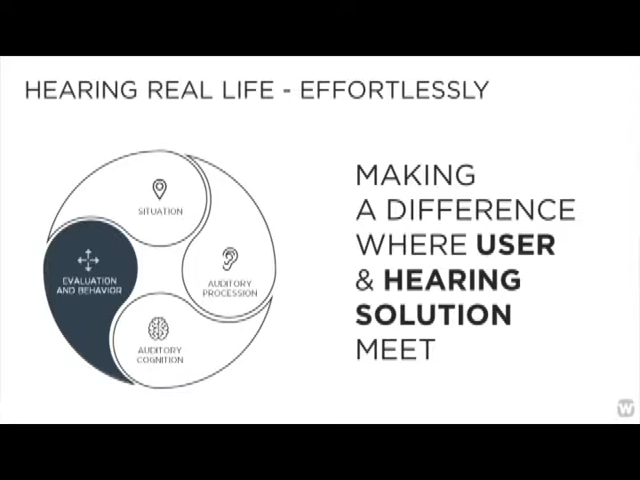 HEARING REAL LIFE - EFFORTLESSLY
SITUATION
AUDITORY
PROCESSION
AUDITORY
COGNITION
EVALUATION
AND BEHAVIOR
MAKING
A DIFFERENCE
WHERE USER
& HEARING
SOLUTION
MEET
W